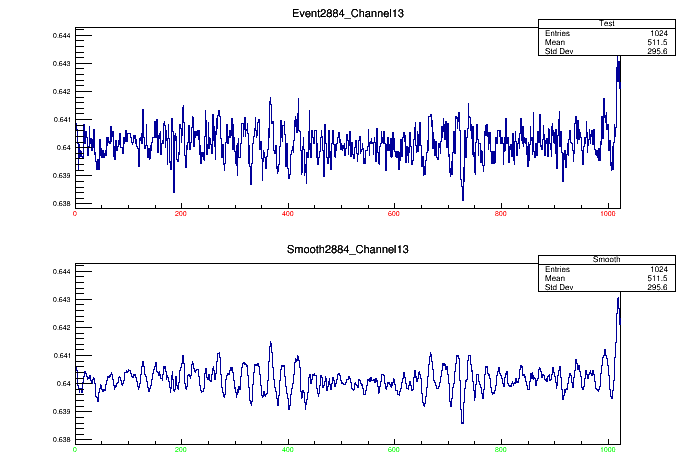 Event2884_Channel13
Test
Entries 1024
Mean 511.5
Std Dev 295.6
0.644
0.643
0.642
0.641
0.64
0.639
0.638
0 200 400 600 800 1000
Smooth2884_Channel13
Smooth
Entries 1024
Mean 511.5
Std Dev 295.6
0.644
0.643
0.642
0.641
0.64
0.639
0.638
0 200 400 600 800 1000